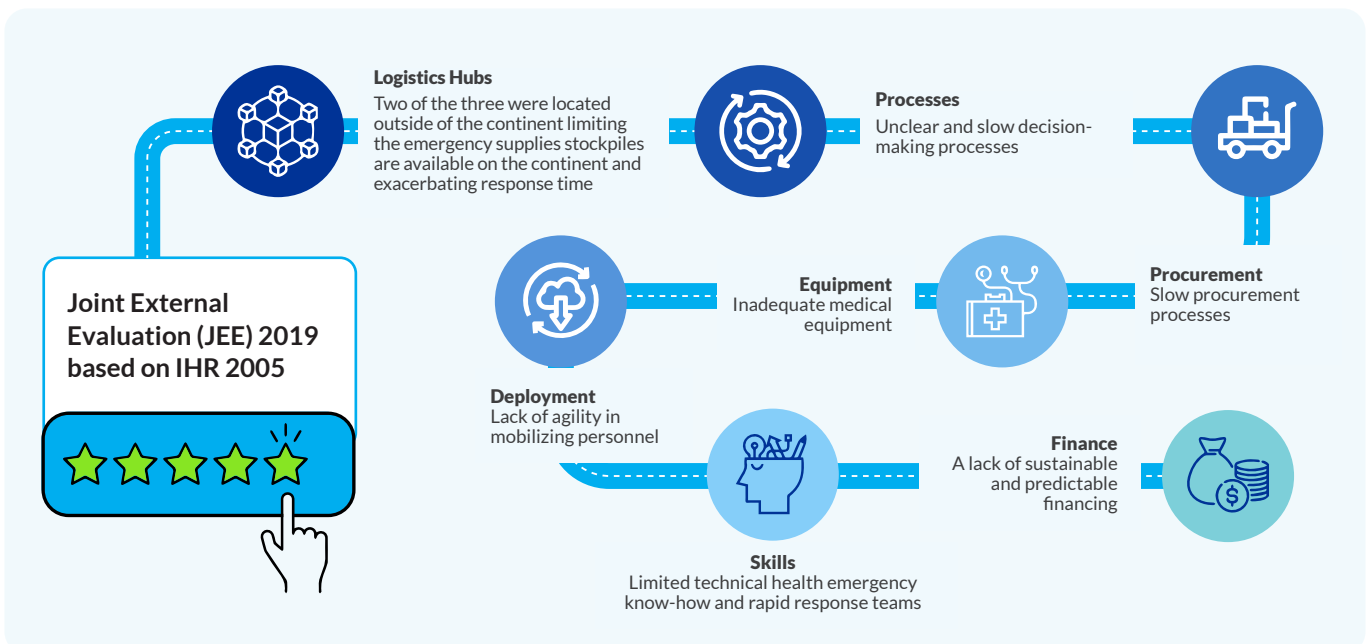 Joint External
Evaluation (JEE) 2019
based on IHR 2005
Logistics Hubs
Two of the three were located
outside of the continent limiting
the emergency supplies stockpiles
are available on the continent and
exacerbating response time
Processes
Unclear and slow decision-
making processes
Procurement
Slow procurement
processes
Equipment
Inadequate medical
equipment
Deployment
Lack of agility in
mobilizing personnel
Skills
Limited technical health emergency
know-how and rapid response teams
Finance
A lack of sustainable
and predictable
financing
$